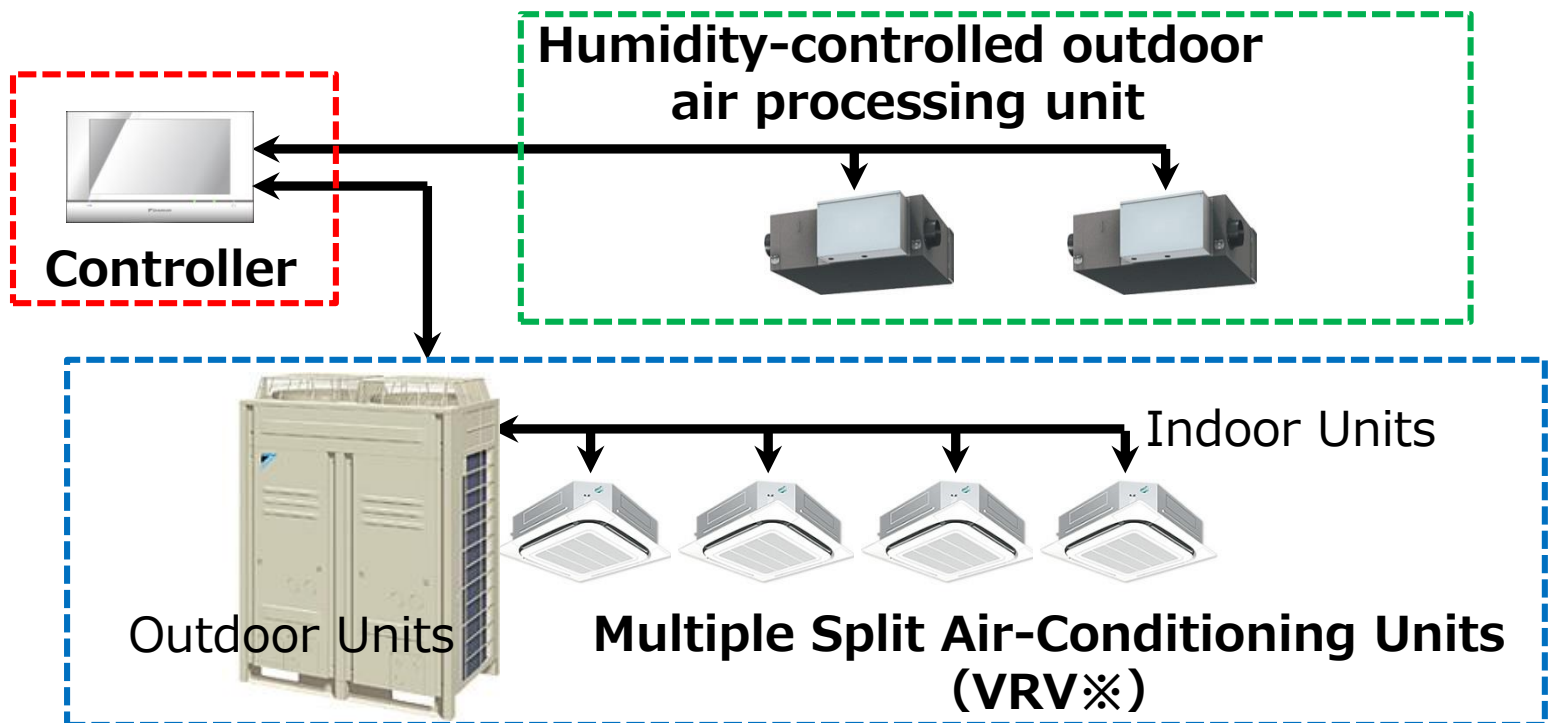 Humidity-controlled outdoor
air processing unit
Controller
Indoor Units
Outdoor Units
Multiple Split Air-Conditioning Units
(VRV※)